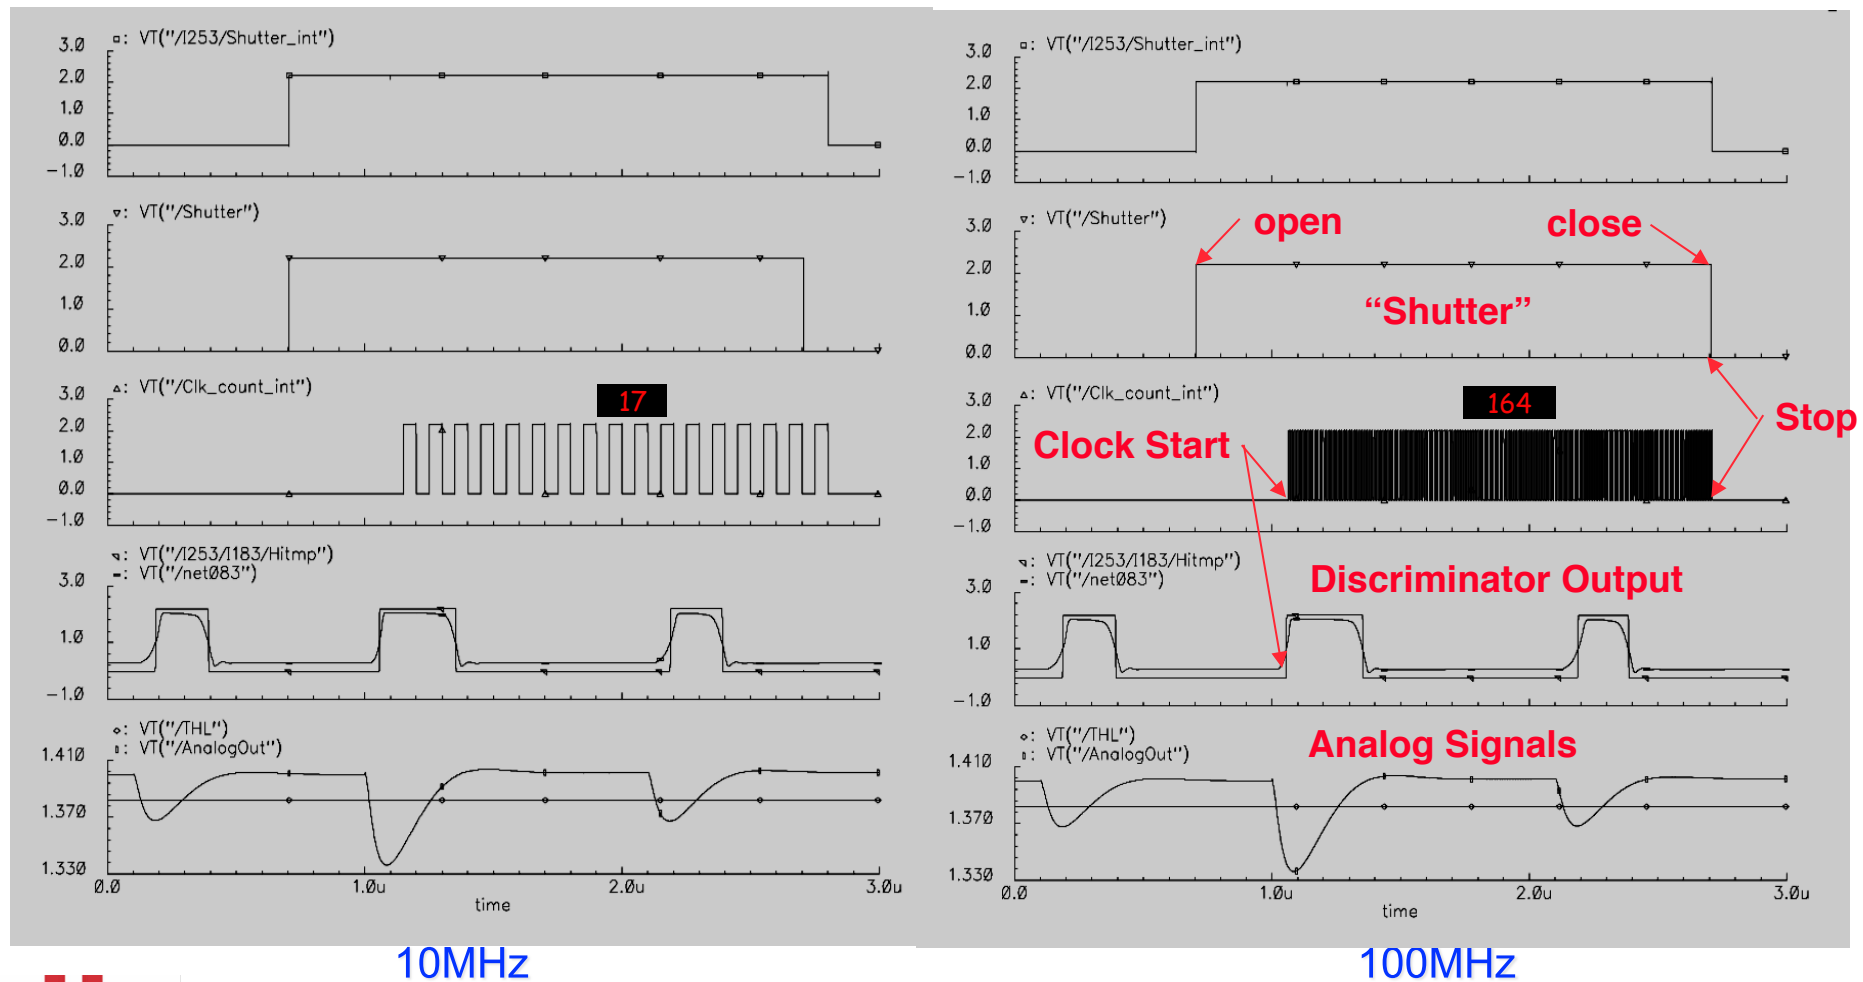 □: VT("/I253/Shutter_int")
3.0
2.0
1.0
0.0
-1.0
▽: VT("/Shutter")
3.0
2.0
1.0
0.0
△: VT("/Clk_count_int")
17
3.0
2.0
1.0
0.0
-1.0
VT("/I253/I183/Hitmp")
-: VT("/net083")
3.0
1.0
-1.0
◇: VT("/THL")
▯: VT("/AnalogOut")
1.410
1.370
1.330
0.0 1.0u 2.0u 3.0u
time
10MHz
□: VT("/I253/Shutter_int")
3.0
2.0
1.0
0.0
-1.0
▽: VT("/Shutter")
open
close
3.0
2.0
1.0
0.0
“Shutter”
△: VT("/Clk_count_int")
164
3.0
2.0
1.0
0.0
-1.0
Clock Start
Stop
VT("/I253/I183/Hitmp")
-: VT("/net083")
Discriminator Output
3.0
1.0
-1.0
◇: VT("/THL")
▯: VT("/AnalogOut")
Analog Signals
1.410
1.370
1.330
0.0 1.0u 2.0u 3.0u
time
100MHz